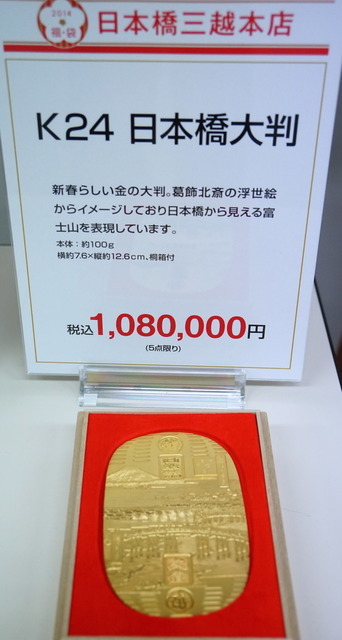 2014
年
福・袋
日本橋三越本店
K24 日本橋大判
新春らしい金の大判。葛飾北斎の浮世絵
からイメージしており日本橋から見える富
士山を表現しています。
本体：約100g
横約7.6×縦約12.6cm、桐箱付
税込1,080,000円
(5点限り)